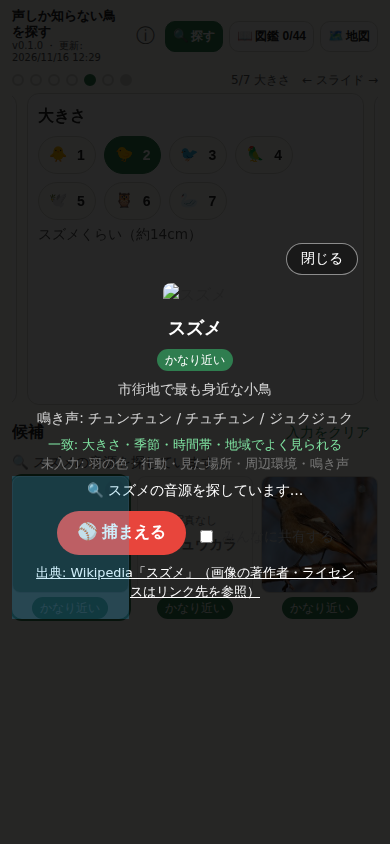 声しか知らない鳥
を探す
v0.1.0 · 更新:
2026/11/16 12:29
ⓘ
🔍 探す
📖 図鑑 0/44
🗺️ 地図
5/7 大きさ ← スライド →
大きさ
🐥 1
🐤 2
🐦 3
🦜 4
🕊️ 5
🦉 6
🦢 7
スズメくらい（約14cm）
閉じる
スズメ
かなり近い
市街地で最も身近な小鳥
鳴き声: チュンチュン / チュチュン / ジュクジュク
候補
入力をクリア
一致: 大きさ・季節・時間帯・地域でよく見られる
未入力: 羽の色・行動・見た場所・周辺環境・鳴き声
🔍 スズメの音源を探しています…
⚾ 捕まえる
出典: Wikipedia「スズメ」（画像の著作者・ライセン
スはリンク先を参照）
かなり近い
かなり近い
かなり近い